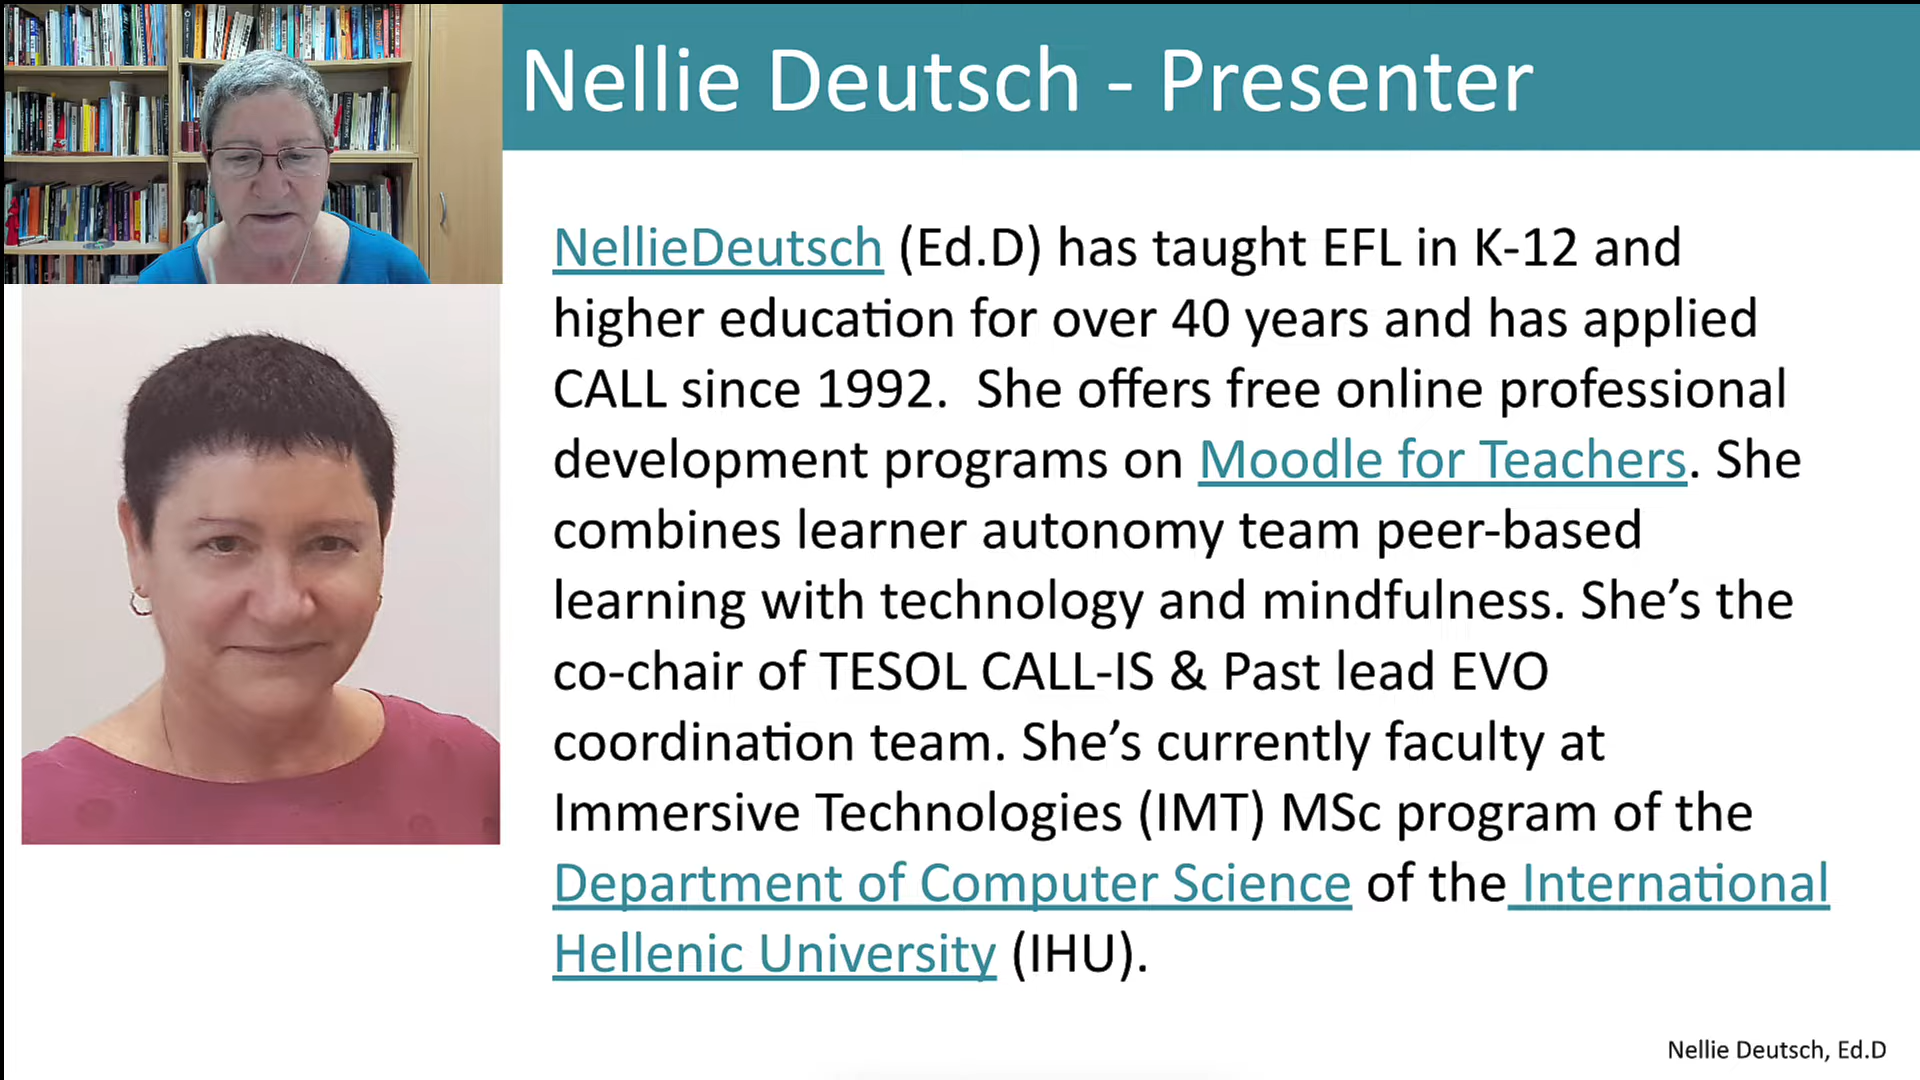 Nellie Deutsch - Presenter
NellieDeutsch (Ed.D) has taught EFL in K-12 and
higher education for over 40 years and has applied
CALL since 1992.  She offers free online professional
development programs on Moodle for Teachers. She
combines learner autonomy team peer-based
learning with technology and mindfulness. She’s the
co-chair of TESOL CALL-IS & Past lead EVO
coordination team. She’s currently faculty at
Immersive Technologies (IMT) MSc program of the
Department of Computer Science of the International
Hellenic University (IHU).
Nellie Deutsch, Ed.D